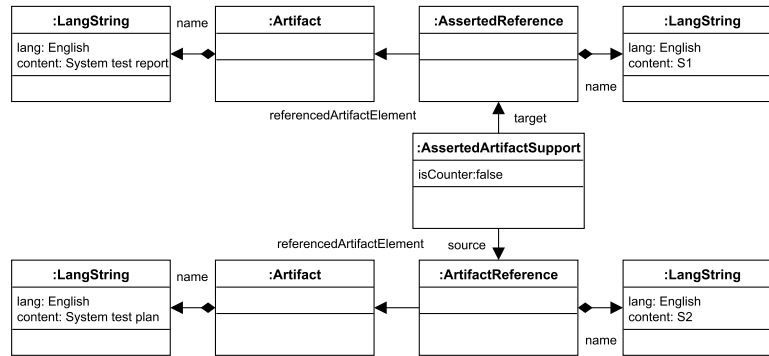 :LangString
name
:Artifact
:AssertedReference
:LangString
lang: English
content: System test report
lang: English
content: S1
name
referencedArtifactElement
target
:AssertedArtifactSupport
isCounter:false
referencedArtifactElement
source
:LangString
name
:Artifact
:ArtifactReference
:LangString
lang: English
content: System test plan
lang: English
content: S2
name